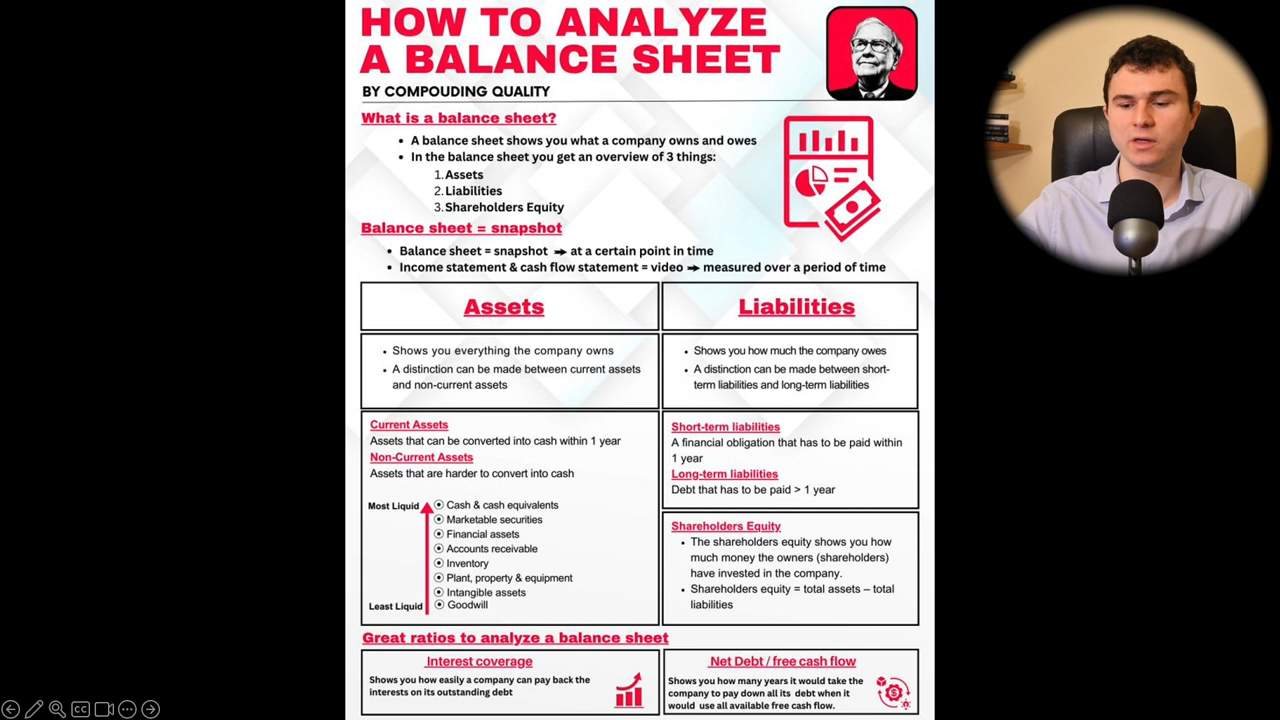 HOW TO ANALYZE
A BALANCE SHEET
BY COMPOUDING QUALITY
What is a balance sheet?
• A balance sheet shows you what a company owns and owes
• In the balance sheet you get an overview of 3 things:
1. Assets
2. Liabilities
3. Shareholders Equity
Balance sheet = snapshot
• Balance sheet = snapshot ➡ at a certain point in time
• Income statement & cash flow statement = video ➡ measured over a period of time
Assets
• Shows you everything the company owns
• A distinction can be made between current assets
and non-current assets
Current Assets
Assets that can be converted into cash within 1 year
Non-Current Assets
Assets that are harder to convert into cash
Most Liquid
Cash & cash equivalents
Marketable securities
Financial assets
Accounts receivable
Inventory
Plant, property & equipment
Intangible assets
Least Liquid
Goodwill
Liabilities
• Shows you how much the company owes
• A distinction can be made between short-
term liabilities and long-term liabilities
Short-term liabilities
A financial obligation that has to be paid within
1 year
Long-term liabilities
Debt that has to be paid > 1 year
Shareholders Equity
• The shareholders equity shows you how
much money the owners (shareholders)
have invested in the company.
• Shareholders equity = total assets – total
liabilities
Great ratios to analyze a balance sheet
Interest coverage
Shows you how easily a company can pay back the
interests on its outstanding debt
Net Debt / free cash flow
Shows you how many years it would take the
company to pay down all its debt when it
would use all available free cash flow.
CC